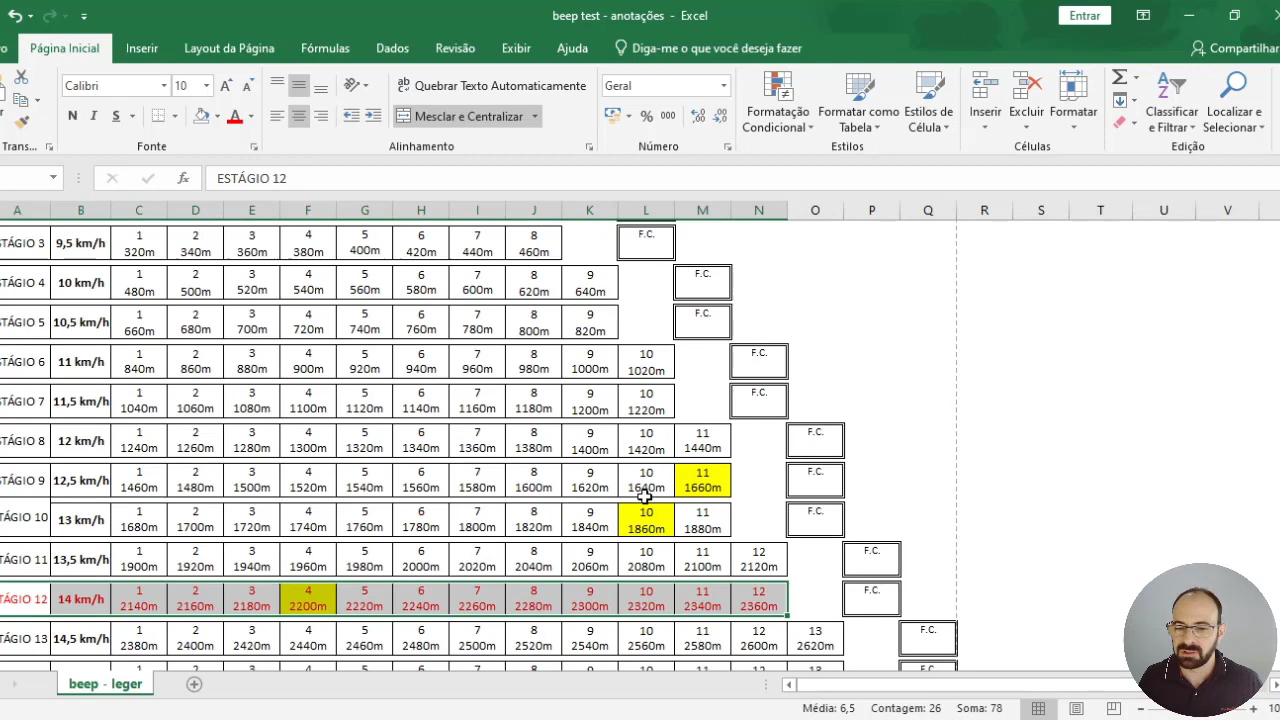 beep test - anotações - Excel
Entrar
Página Inicial Inserir Layout da Página Fórmulas Dados Revisão Exibir Ajuda Diga-me o que você deseja fazer Compartilhar
Calibri 10 Quebrar Texto Automaticamente Geral
N I S Mesclar e Centralizar % 000
Formatação Condicional Formatar como Tabela Estilos de Célula Inserir Excluir Formatar Classificar e Filtrar Localizar e Selecionar
Trans... Fonte Alinhamento Número Estilos Células Edição
fx ESTÁGIO 12
A B C D E F G H I J K L M N O P Q R S T U V
STÁGIO 3 9,5 km/h 1 2 3 4 5 6 7 8 F.C.
320m 340m 360m 380m 400m 420m 440m 460m
STÁGIO 4 10 km/h 1 2 3 4 5 6 7 8 9 F.C.
480m 500m 520m 540m 560m 580m 600m 620m 640m
STÁGIO 5 10,5 km/h 1 2 3 4 5 6 7 8 9 F.C.
660m 680m 700m 720m 740m 760m 780m 800m 820m
STÁGIO 6 11 km/h 1 2 3 4 5 6 7 8 9 10 F.C.
840m 860m 880m 900m 920m 940m 960m 980m 1000m 1020m
STÁGIO 7 11,5 km/h 1 2 3 4 5 6 7 8 9 10 F.C.
1040m 1060m 1080m 1100m 1120m 1140m 1160m 1180m 1200m 1220m
STÁGIO 8 12 km/h 1 2 3 4 5 6 7 8 9 10 11 F.C.
1240m 1260m 1280m 1300m 1320m 1340m 1360m 1380m 1400m 1420m 1440m
STÁGIO 9 12,5 km/h 1 2 3 4 5 6 7 8 9 10 11 F.C.
1460m 1480m 1500m 1520m 1540m 1560m 1580m 1600m 1620m 1640m 1660m
TÁGIO 10 13 km/h 1 2 3 4 5 6 7 8 9 10 11 F.C.
1680m 1700m 1720m 1740m 1760m 1780m 1800m 1820m 1840m 1860m 1880m
TÁGIO 11 13,5 km/h 1 2 3 4 5 6 7 8 9 10 11 12 F.C.
1900m 1920m 1940m 1960m 1980m 2000m 2020m 2040m 2060m 2080m 2100m 2120m
TÁGIO 12 14 km/h 1 2 3 4 5 6 7 8 9 10 11 12 F.C.
2140m 2160m 2180m 2200m 2220m 2240m 2260m 2280m 2300m 2320m 2340m 2360m
TÁGIO 13 14,5 km/h 1 2 3 4 5 6 7 8 9 10 11 12 13 F.C.
2380m 2400m 2420m 2440m 2460m 2480m 2500m 2520m 2540m 2560m 2580m 2600m 2620m
beep - leger
Média: 6,5 Contagem: 26 Soma: 78 10